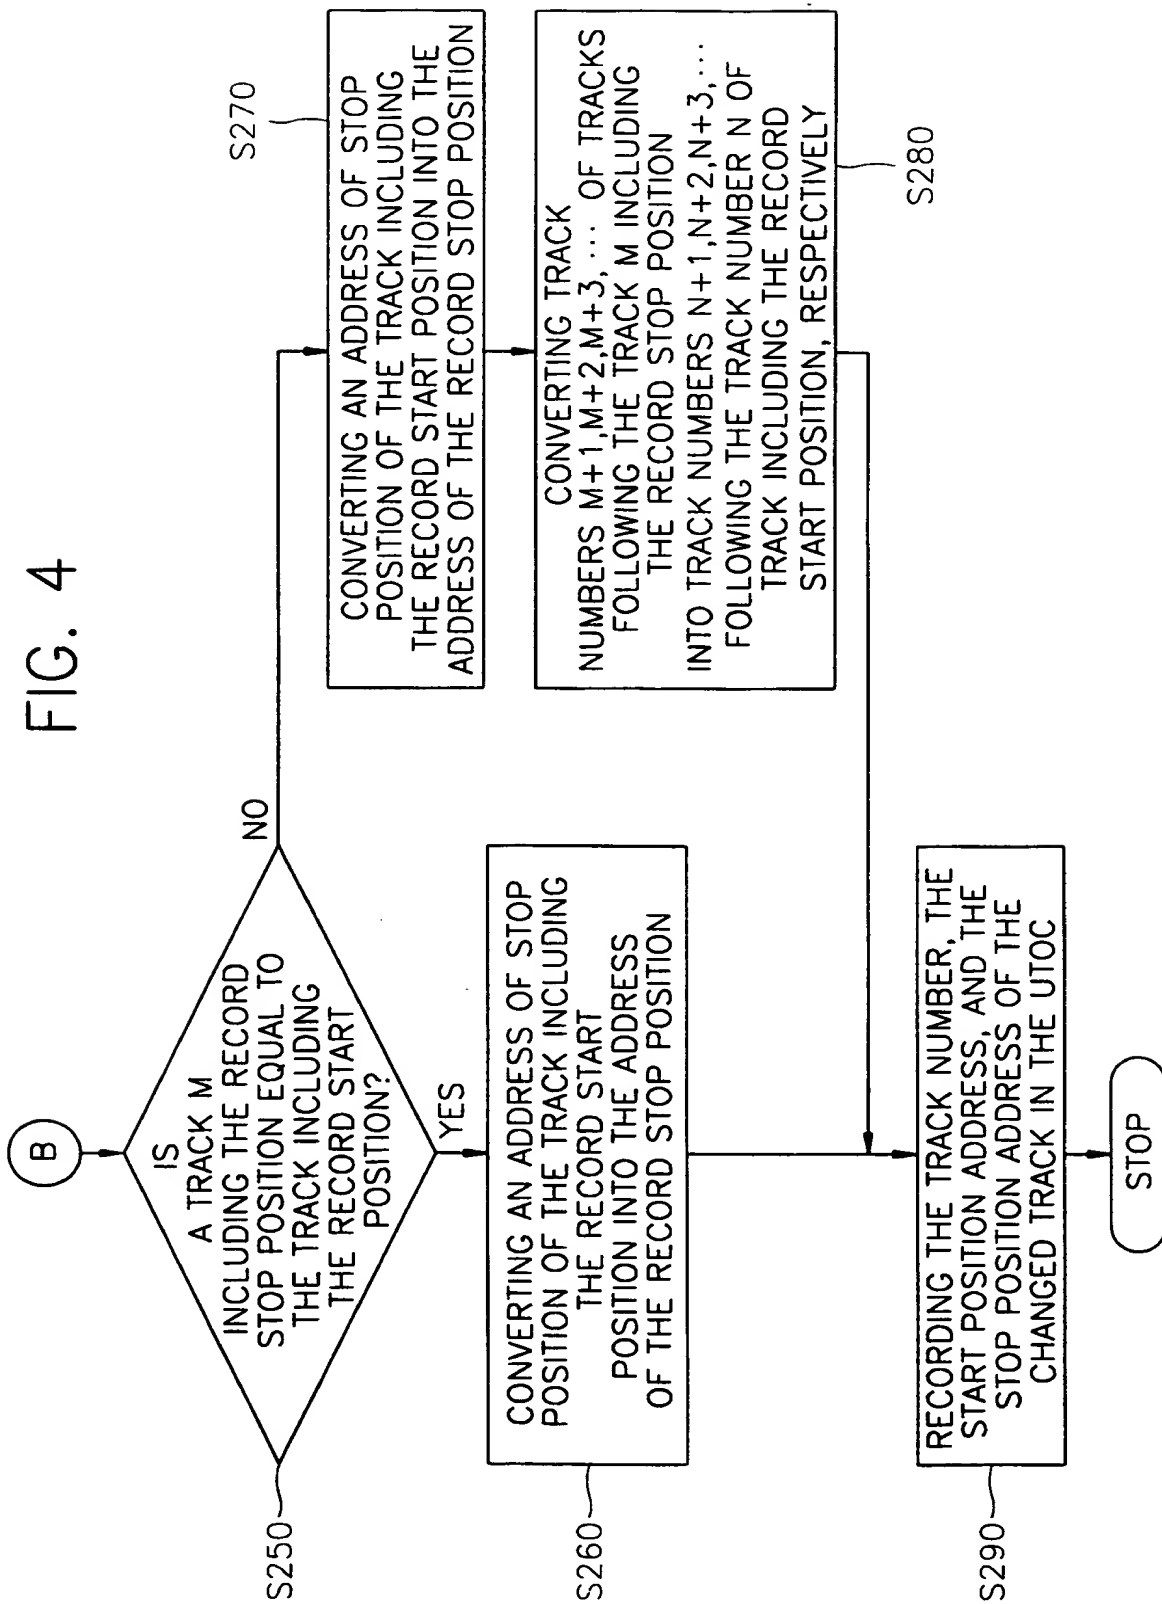 FIG. 4
B
IS
A TRACK M
INCLUDING THE RECORD
STOP POSITION EQUAL TO
THE TRACK INCLUDING
THE RECORD START
POSITION?
S250
NO
YES
CONVERTING AN ADDRESS OF STOP
POSITION OF THE TRACK INCLUDING
THE RECORD START
POSITION INTO THE ADDRESS
OF THE RECORD STOP POSITION
S260
CONVERTING AN ADDRESS OF STOP
POSITION OF THE TRACK INCLUDING
THE RECORD START POSITION INTO THE
ADDRESS OF THE RECORD STOP POSITION
S270
CONVERTING TRACK
NUMBERS M+1,M+2,M+3, ... OF TRACKS
FOLLOWING THE TRACK M INCLUDING
THE RECORD STOP POSITION
INTO TRACK NUMBERS N+1,N+2,N+3,...
FOLLOWING THE TRACK NUMBER N OF
TRACK INCLUDING THE RECORD
START POSITION, RESPECTIVELY
S280
RECORDING THE TRACK NUMBER, THE
START POSITION ADDRESS, AND THE
STOP POSITION ADDRESS OF THE
CHANGED TRACK IN THE UTOC
S290
STOP